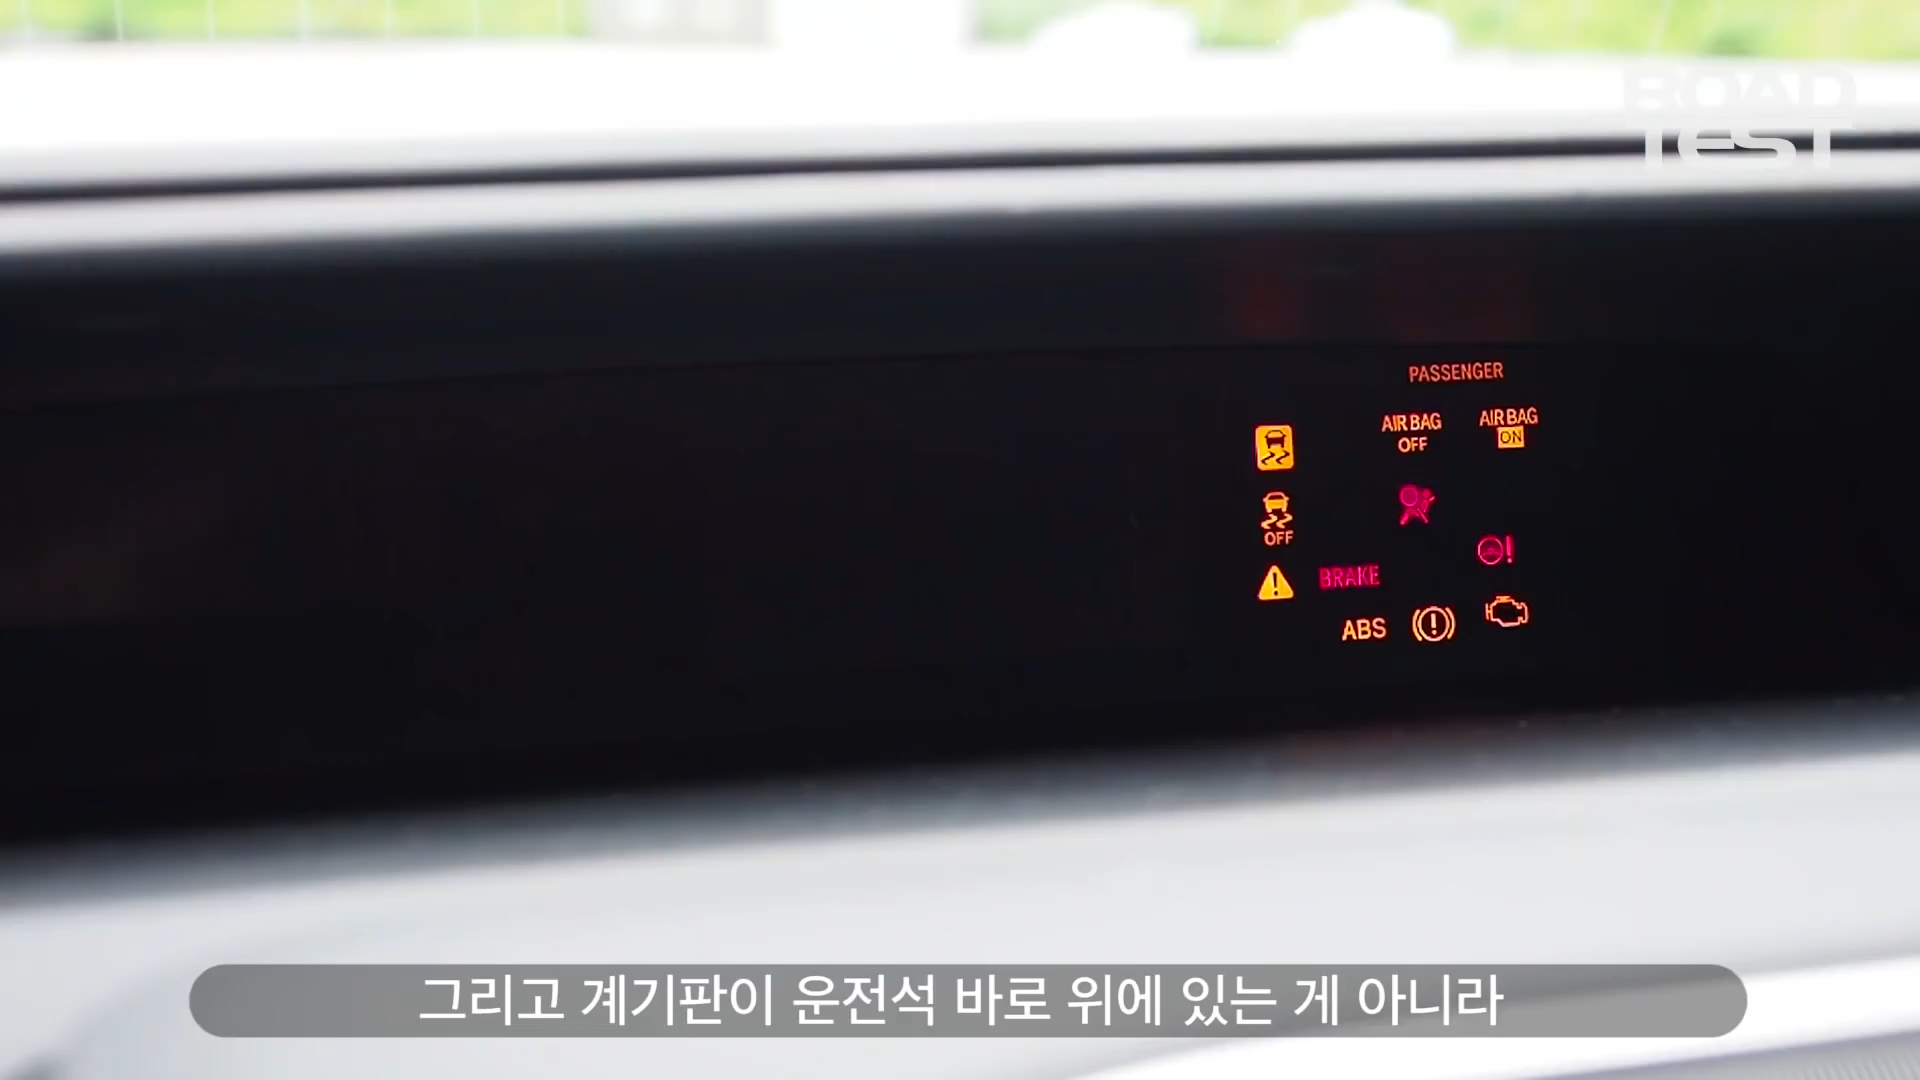 ROAD
TEST
PASSENGER
AIR BAG
OFF
AIR BAG
ON
OFF
BRAKE
ABS
그리고 계기판이 운전석 바로 위에 있는 게 아니라